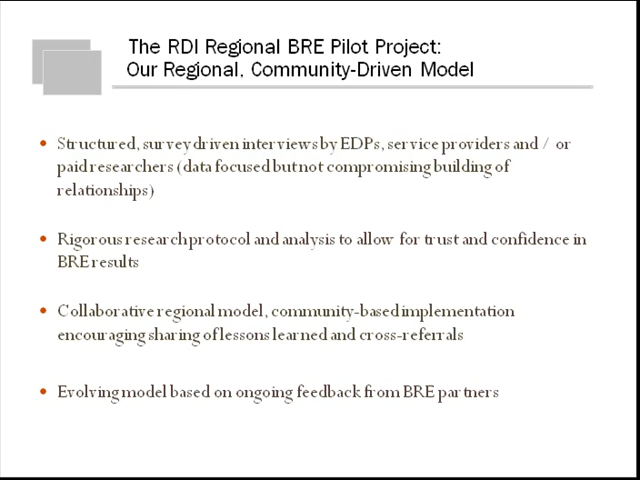 The RDI Regional BRE Pilot Project:
Our Regional, Community-Driven Model
• Structured, survey driven interviews by EDPs, service providers and / or
paid researchers (data focused but not compromising building of
relationships)
• Rigorous research protocol and analysis to allow for trust and confidence in
BRE results
• Collaborative regional model, community-based implementation
encouraging sharing of lessons learned and cross-referrals
• Evolving model based on ongoing feedback from BRE partners